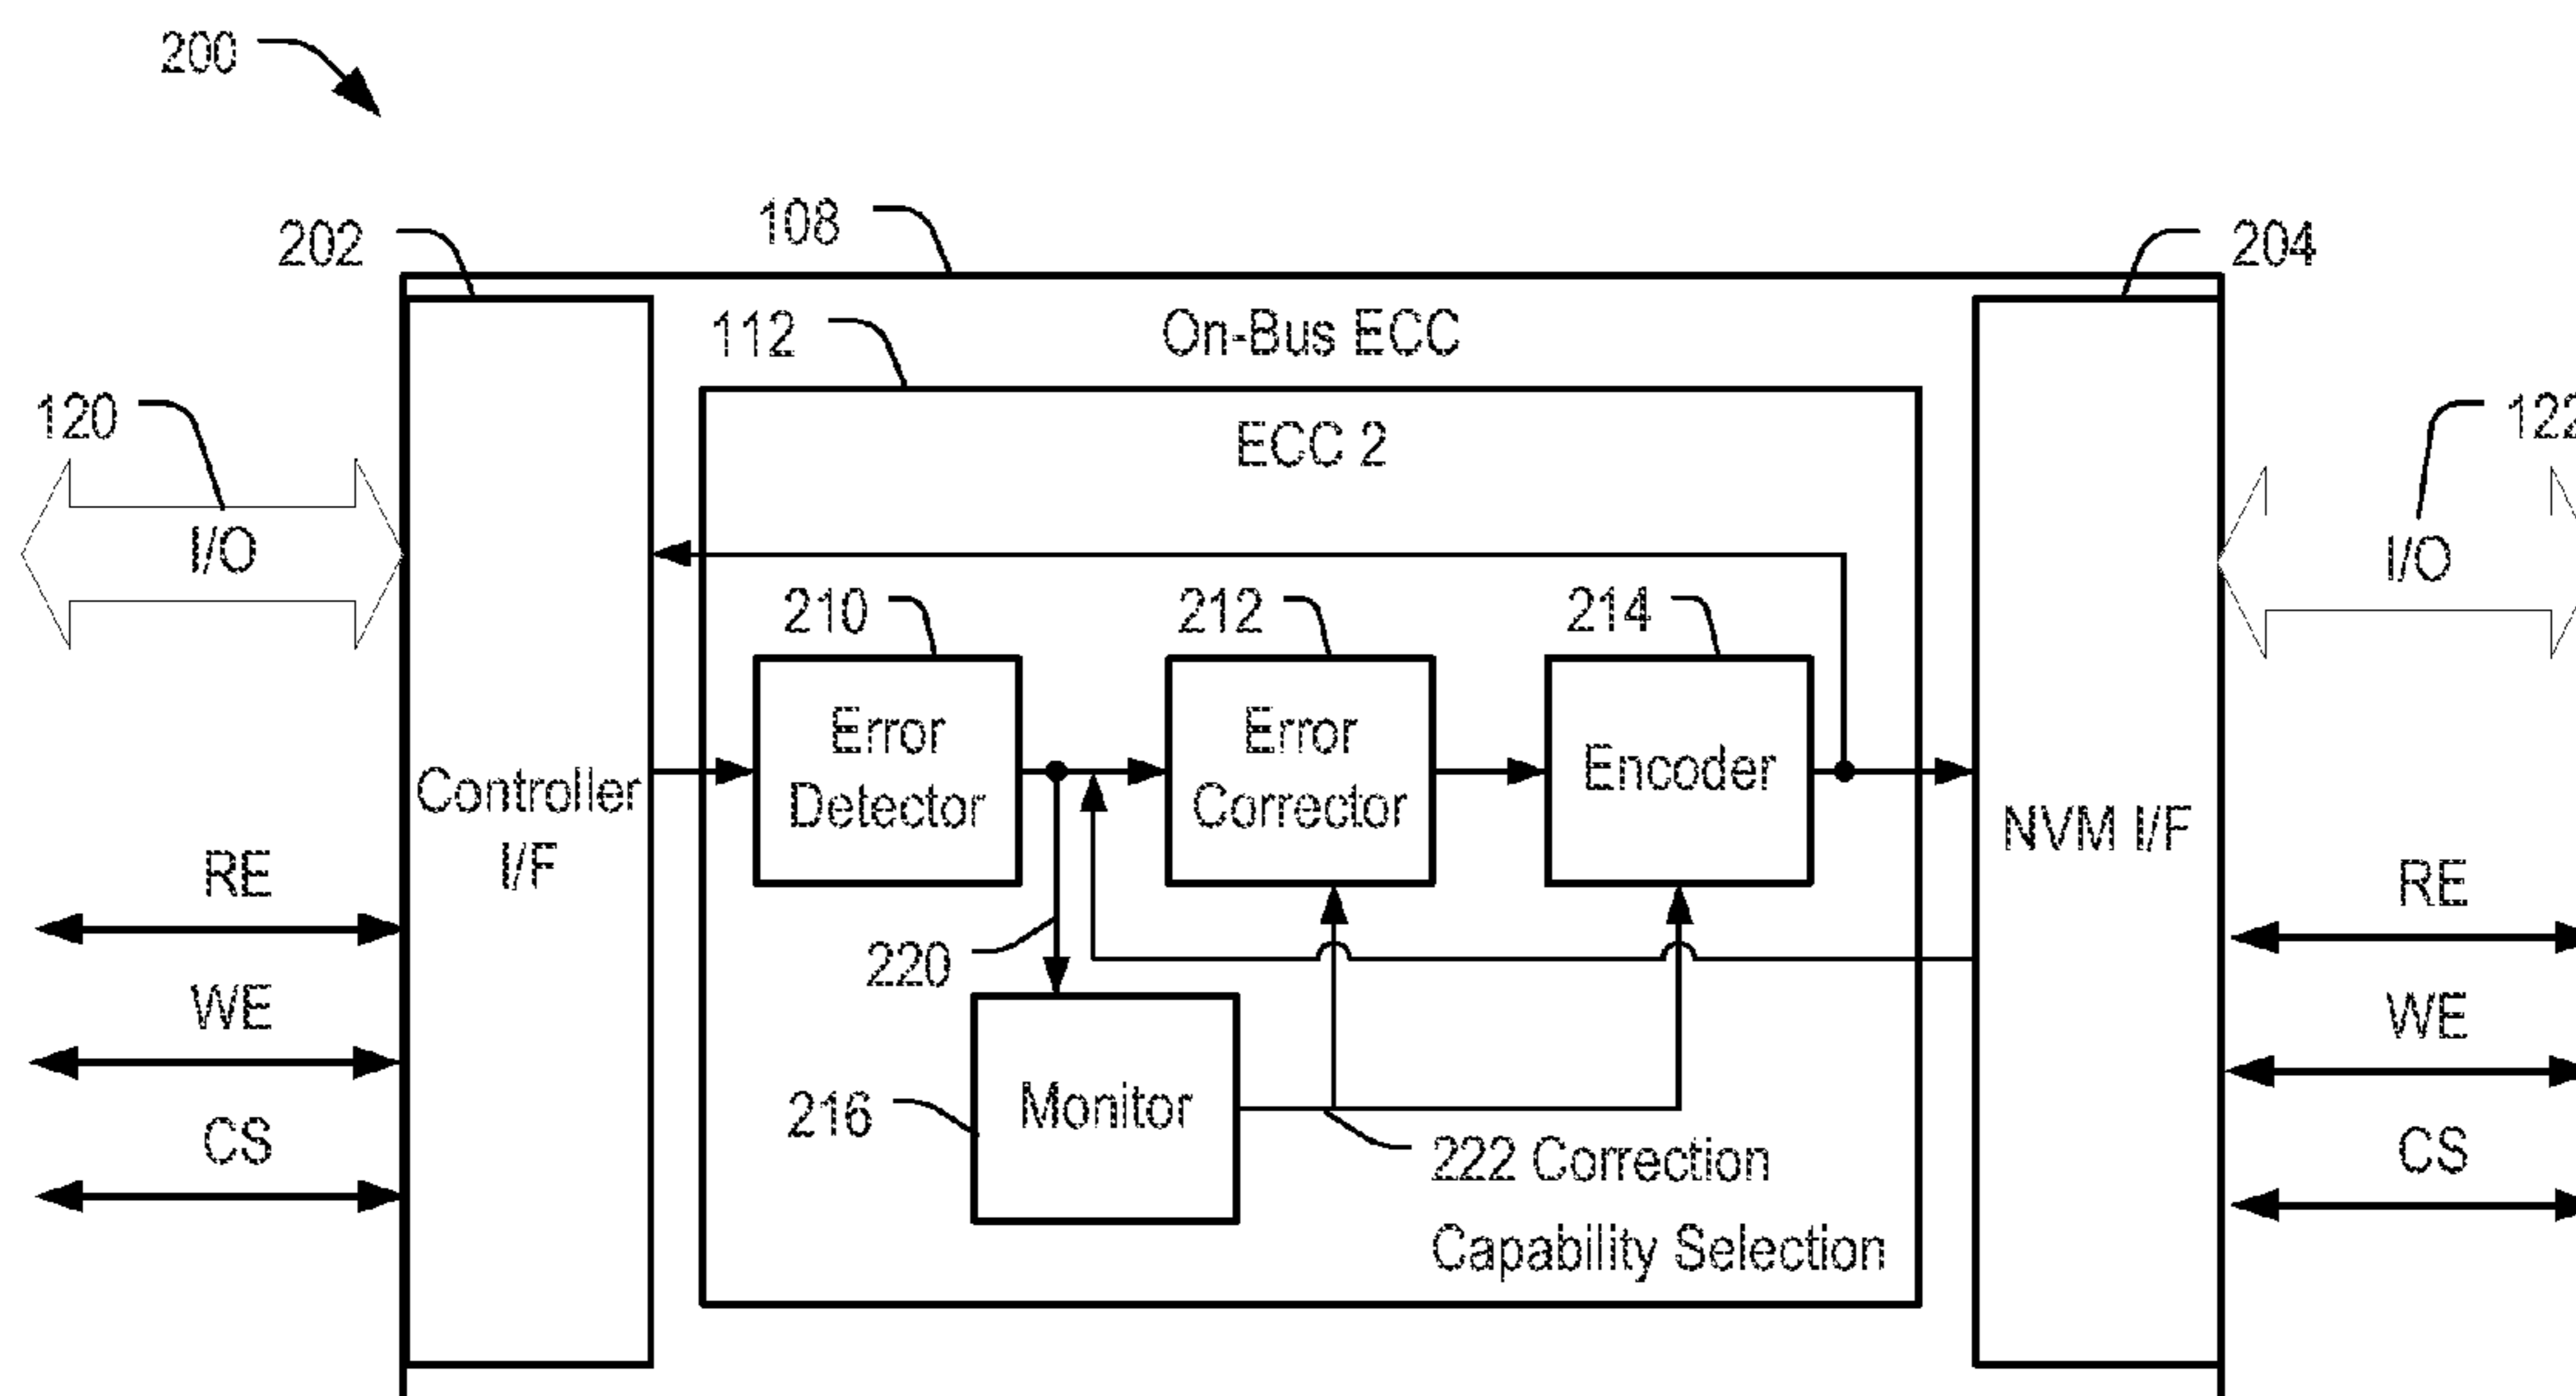 200
108
202
204
112
On-Bus ECC
120
122
ECC 2
I/O
I/O
210
212
214
Error
Detector
Error
Corrector
Encoder
Controller
I/F
NVM I/F
RE
RE
220
WE
WE
216
Monitor
CS
CS
222 Correction
Capability Selection